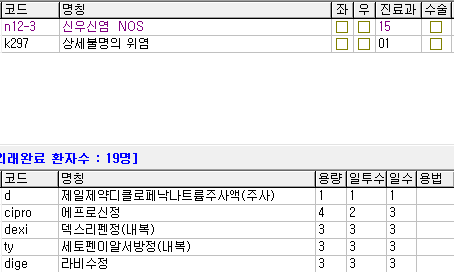 코드 명칭 좌 우 진료과 수술
n12-3 신우신염 NOS 15
k297 상세불명의 위염 01
외래완료 환자수 : 19명]
코드 명칭 용량 일투수 일수 용법
d 제일제약디클로페낙나트륨주사액(주사) 1 1 1
cipro 에프로신정 4 2 3
dexi 덱스리펜정(내복) 3 3 3
ty 세토펜이알서방정(내복) 3 3 3
dige 라비수정 3 3 3